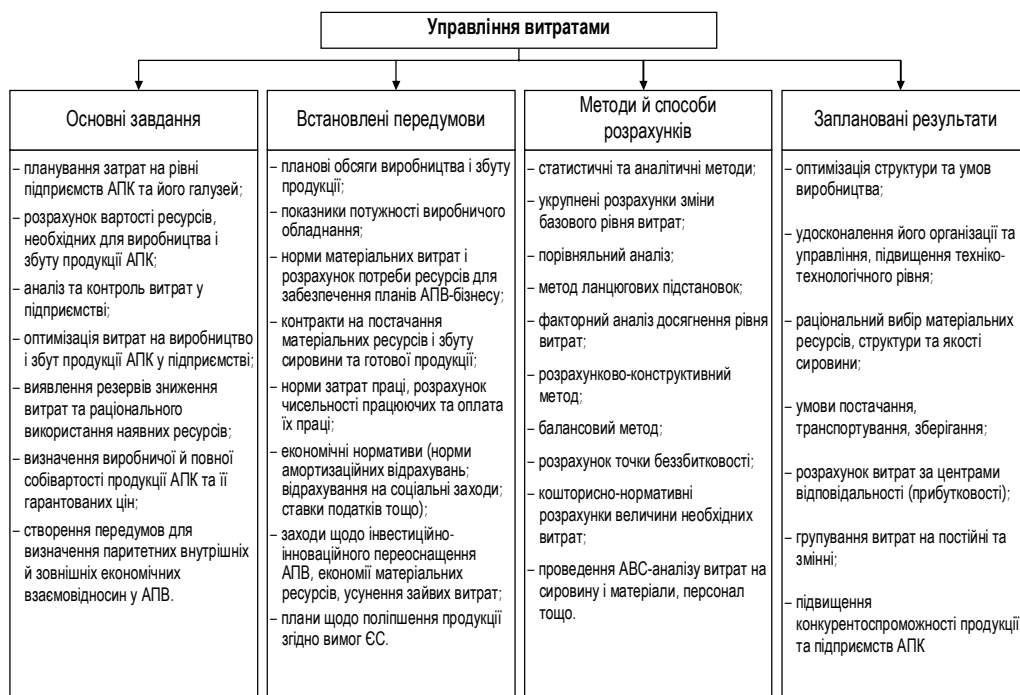 Управління витратами
Основні завдання
– планування затрат на рівні
підприємств АПК та його галузей;
– розрахунок вартості ресурсів,
необхідних для виробництва і
збуту продукції АПК;
– аналіз та контроль витрат у
підприємстві;
– оптимізація витрат на виробництво
і збут продукції АПК у підприємстві;
– виявлення резервів зниження
витрат та раціонального
використання наявних ресурсів;
– визначення виробничої й повної
собівартості продукції АПК та її
гарантованих цін;
– створення передумов для
визначення паритетних внутрішніх
й зовнішніх економічних
взаємовідносин у АПВ.
Встановлені передумови
– планові обсяги виробництва і збуту
продукції;
– показники потужності виробничого
обладнання;
– норми матеріальних витрат і
розрахунок потреби ресурсів для
забезпечення планів АПВ-бізнесу;
– контракти на постачання
матеріальних ресурсів і збуту
сировини та готової продукції;
– норми затрат праці, розрахунок
чисельності працюючих та оплата
їх праці;
– економічні нормативи (норми
амортизаційних відрахувань;
відрахування на соціальні заходи;
ставки податків тощо);
– заходи щодо інвестиційно-
інноваційного переоснащення
АПВ, економії матеріальних
ресурсів, усунення зайвих витрат;
– плани щодо поліпшення продукції
згідно вимог ЄС.
Методи й способи
розрахунків
– статистичні та аналітичні методи;
– укрупнені розрахунки зміни
базового рівня витрат;
– порівняльний аналіз;
– метод ланцюгових підстановок;
– факторний аналіз досягнення рівня
витрат;
– розрахунково-конструктивний
метод;
– балансовий метод;
– розрахунок точки беззбитковості;
– кошторисно-нормативні
розрахунки величини необхідних
витрат;
– проведення АВС-аналізу витрат на
сировину і матеріали, персонал
тощо.
Заплановані результати
– оптимізація структури та умов
виробництва;
– удосконалення його організації та
управління, підвищення техніко-
технологічного рівня;
– раціональний вибір матеріальних
ресурсів, структури та якості
сировини;
– умови постачання,
транспортування, зберігання;
– розрахунок витрат за центрами
відповідальності (прибутковості);
– групування витрат на постійні та
змінні;
– підвищення
конкурентоспроможності продукції
та підприємств АПК